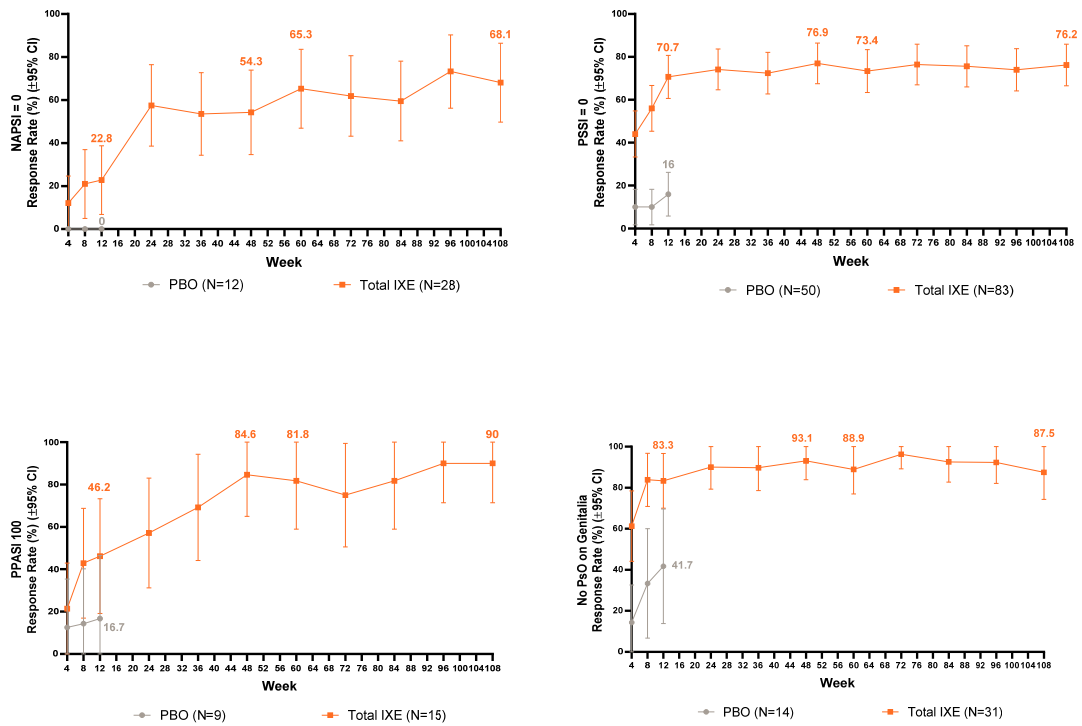 NAPSI = 0
Response Rate (%) (±95% CI)
100
80
60
40
20
0
22.8
54.3
65.3
68.1
0
4 8 12 16 20 24 28 32 36 40 44 48 52 56 60 64 68 72 76 80 84 88 92 96 100 104 108
Week
PBO (N=12) Total IXE (N=28)
PSSI = 0
Response Rate (%) (±95% CI)
100
80
60
40
20
0
70.7
76.9
73.4
76.2
16
4 8 12 16 20 24 28 32 36 40 44 48 52 56 60 64 68 72 76 80 84 88 92 96 100 104 108
Week
PBO (N=50) Total IXE (N=83)
PPASI 100
Response Rate (%) (±95% CI)
100
80
60
40
20
0
46.2
84.6
81.8
90
16.7
4 8 12 16 20 24 28 32 36 40 44 48 52 56 60 64 68 72 76 80 84 88 92 96 100 104 108
Week
PBO (N=9) Total IXE (N=15)
No PsO on Genitalia
Response Rate (%) (±95% CI)
100
80
60
40
20
0
83.3
93.1
88.9
87.5
41.7
4 8 12 16 20 24 28 32 36 40 44 48 52 56 60 64 68 72 76 80 84 88 92 96 100 104 108
Week
PBO (N=14) Total IXE (N=31)